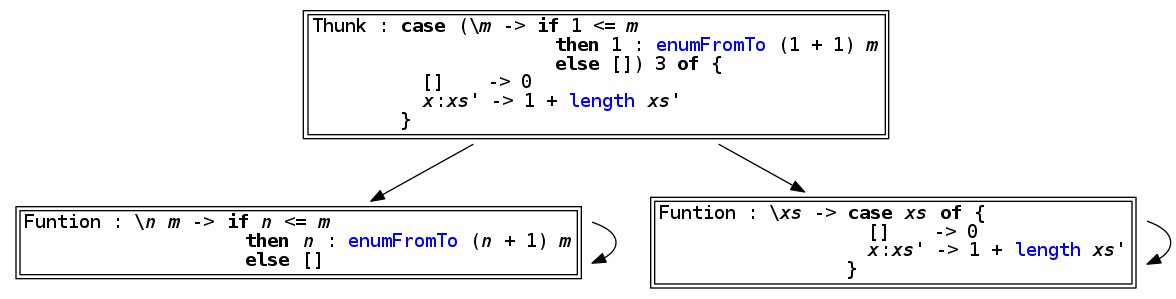 Thunk : case (\m -> if 1 <= m
then 1 : enumFromTo (1 + 1) m
else []) 3 of {
[] -> 0
x:xs' -> 1 + length xs'
}
Funtion : \n m -> if n <= m
then n : enumFromTo (n + 1) m
else []
Funtion : \xs -> case xs of {
[] -> 0
x:xs' -> 1 + length xs'
}